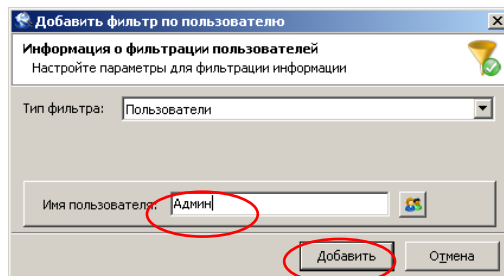 Добавить фильтр по пользователю
Информация о фильтрации пользователей
Настройте параметры для фильтрации информации
Тип фильтра: Пользователи
Имя пользователя: Админ
Добавить Отмена